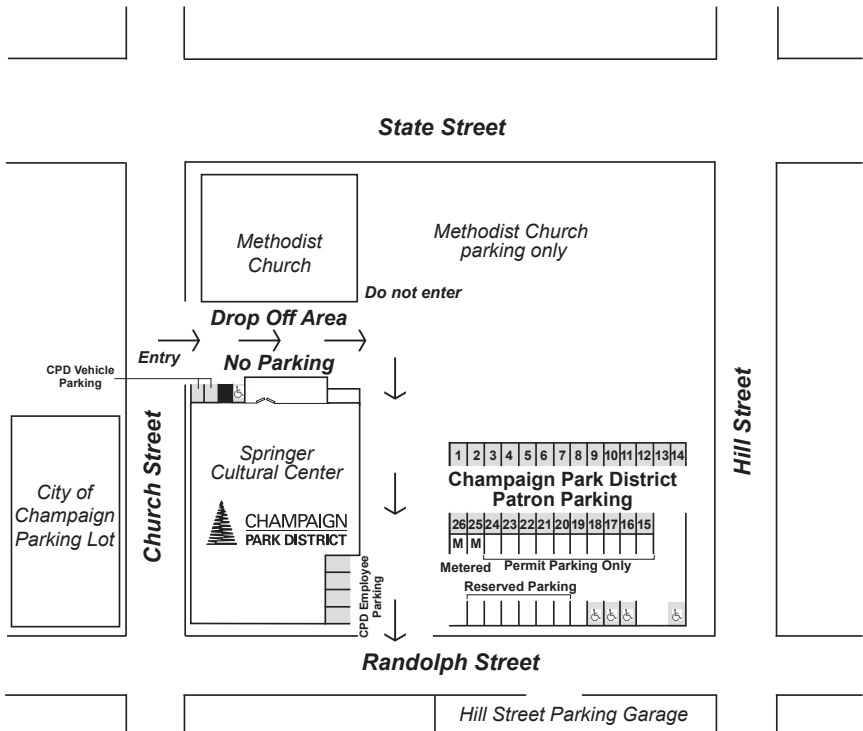 State Street
Methodist
Church
Methodist Church
parking only
Do not enter
Drop Off Area
Entry
No Parking
CPD Vehicle
Parking
Church Street
Hill Street
City of
Champaign
Parking Lot
Springer
Cultural Center
CHAMPAIGN
PARK DISTRICT
CPD Employee
Parking
1 2 3 4 5 6 7 8 9 10 11 12 13 14
Champaign Park District
Patron Parking
26 25 24 23 22 21 20 19 18 17 16 15
M M
Metered
Permit Parking Only
Reserved Parking
Randolph Street
Hill Street Parking Garage